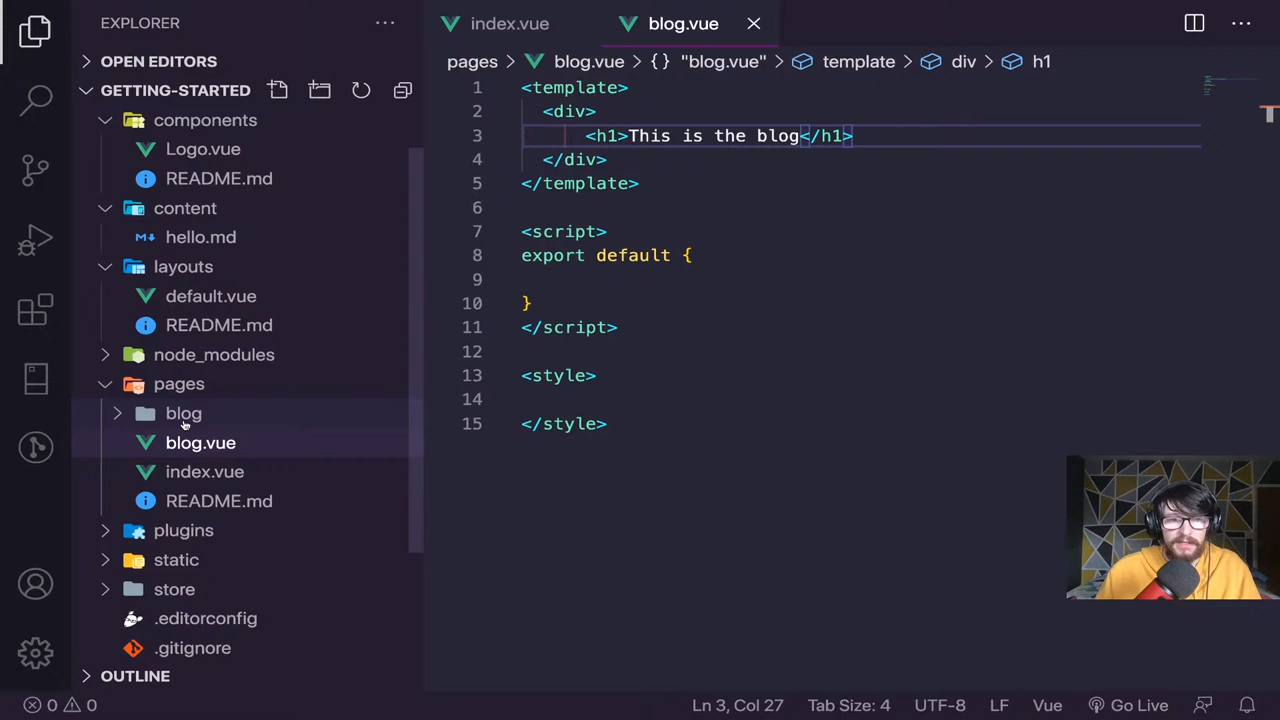 EXPLORER
OPEN EDITORS
GETTING-STARTED
components
Logo.vue
README.md
content
hello.md
layouts
default.vue
README.md
node_modules
pages
blog
blog.vue
index.vue
README.md
plugins
static
store
.editorconfig
.gitignore
OUTLINE
index.vue blog.vue
pages > blog.vue > {} "blog.vue" > template > div > h1
1 <template>
2 <div>
3 <h1>This is the blog</h1>
4 </div>
5 </template>
6
7 <script>
8 export default {
9
10 }
11 </script>
12
13 <style>
14
15 </style>
0 0 Ln 3, Col 27 Tab Size: 4 UTF-8 LF Vue Go Live